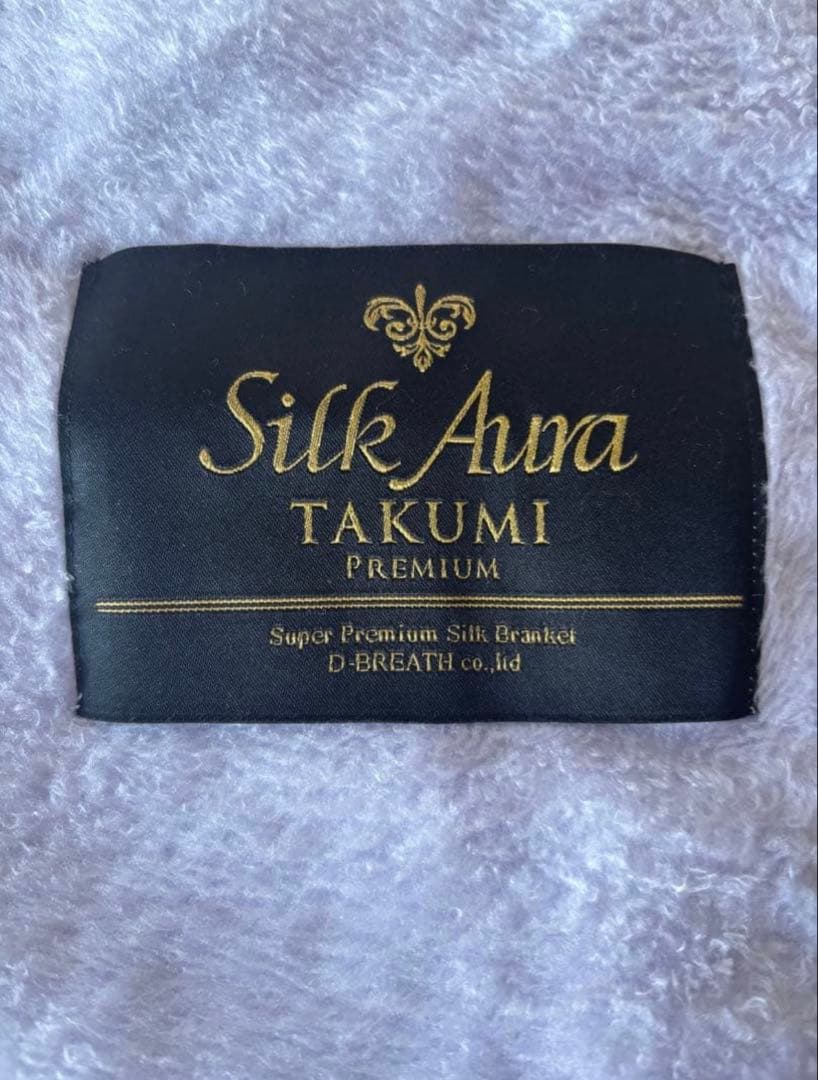 Silk Aura
TAKUMI
PREMIUM
Super Premium Silk Branket
D-BREATH co.,ltd